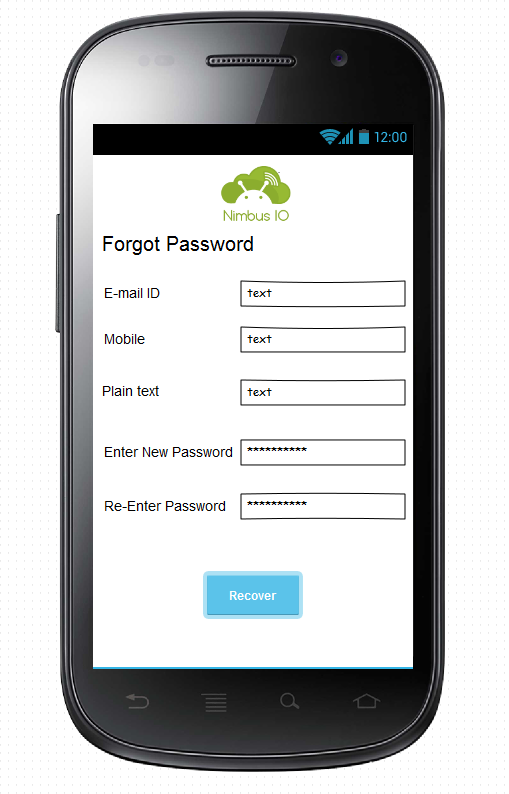 12:00
Nimbus IO
Forgot Password
E-mail ID text
Mobile text
Plain text text
Enter New Password **********
Re-Enter Password **********
Recover